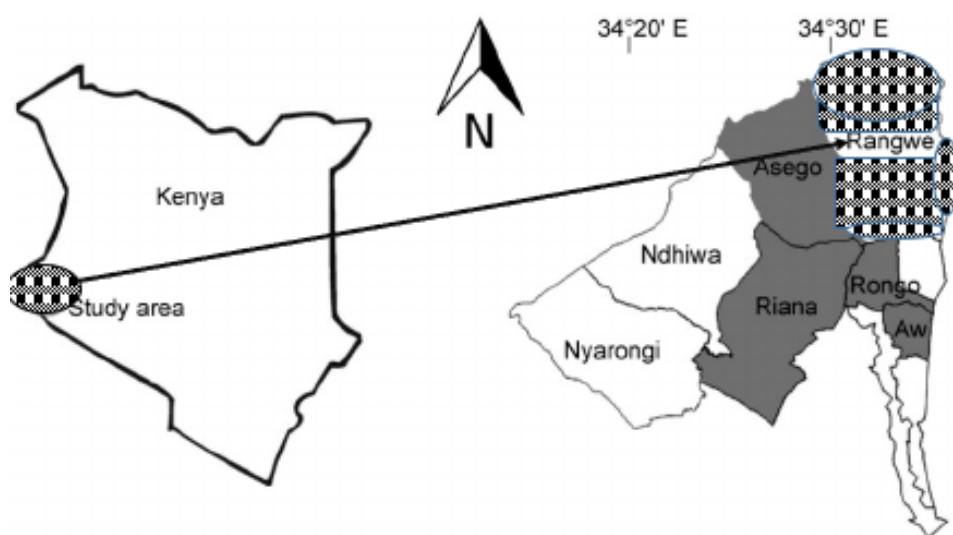 34°20' E
34°30' E
N
Kenya
Study area
Rangwe
Asego
Ndhiwa
Riana
Rongo
Aw
Nyarongi